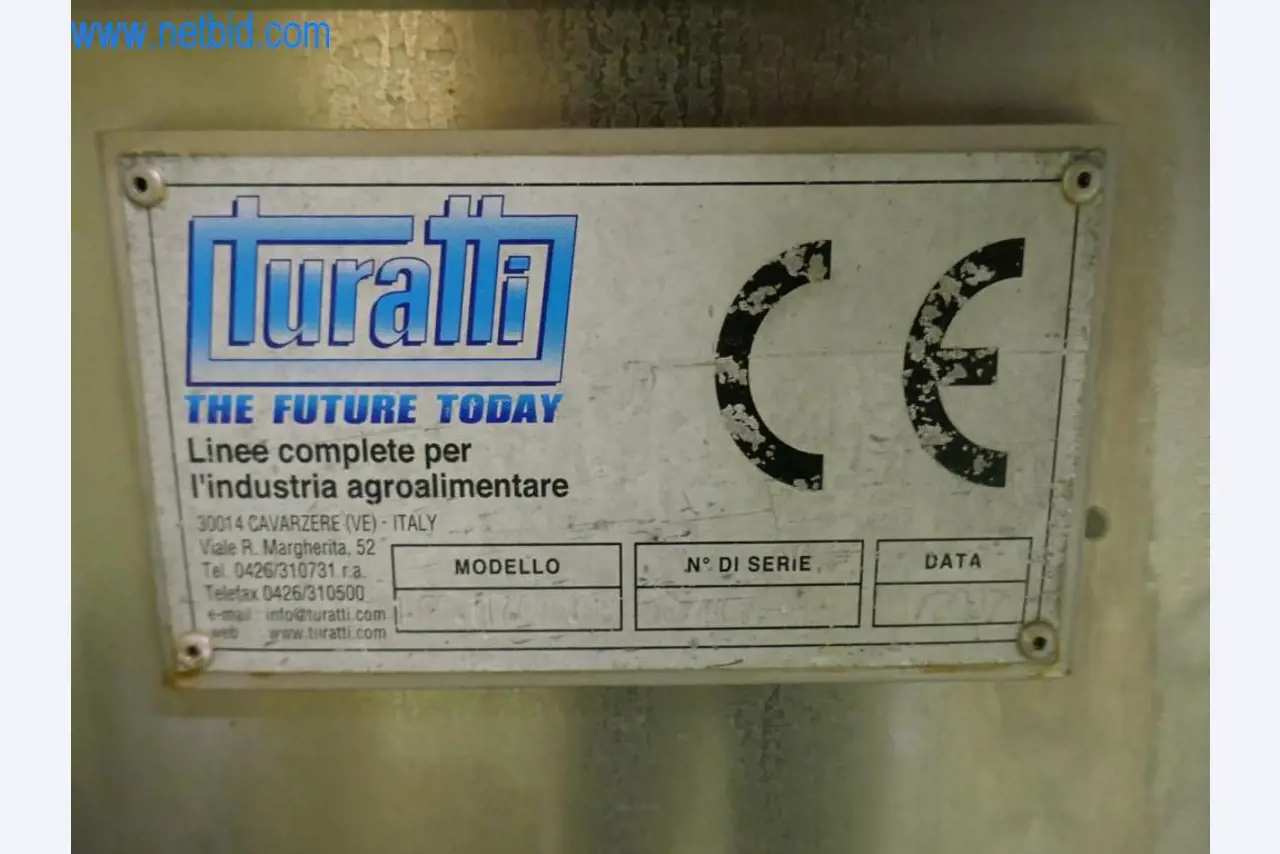 www.netbid.com
turatti
THE FUTURE TODAY
Linee complete per
l'industria agroalimentare
30014 CAVARZERE (VE) - ITALY
Viale R. Margherita, 52
Tel. 0426/310731 r.a.
Telefax 0426/310500
e-mail info@turatti.com
web www.turatti.com
CE
MODELLO
N° DI SERIE
DATA